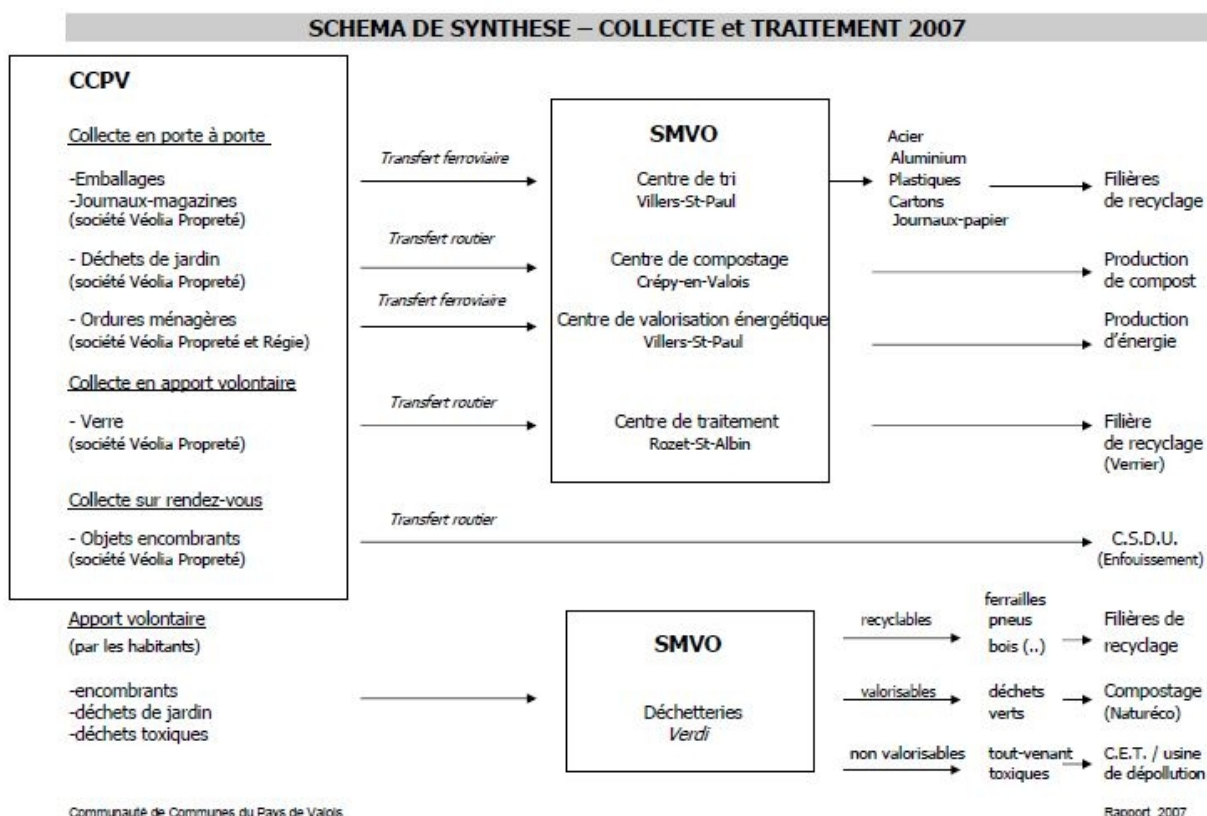 SCHEMA DE SYNTHESE – COLLECTE et TRAITEMENT 2007
CCPV
Collecte en porte à porte
-Emballages
-Journaux-magazines
(société Véolia Propreté)
- Déchets de jardin
(société Véolia Propreté)
- Ordures ménagères
(société Véolia Propreté et Régie)
Collecte en apport volontaire
- Verre
(société Véolia Propreté)
Collecte sur rendez-vous
- Objets encombrants
(société Véolia Propreté)
Transfert ferroviaire
Transfert routier
Transfert ferroviaire
Transfert routier
Transfert routier
SMVO
Centre de tri
Villers-St-Paul
Centre de compostage
Crépy-en-Valois
Centre de valorisation énergétique
Villers-St-Paul
Centre de traitement
Rozet-St-Albin
Acier
Aluminium
Plastiques
Cartons
Journaux-papier
Filières
de recyclage
Production
de compost
Production
d'énergie
Filière
de recyclage
(Verrier)
C.S.D.U.
(Enfouissement)
Apport volontaire
(par les habitants)
-encombrants
-déchets de jardin
-déchets toxiques
SMVO
Déchetteries
Verdi
recyclables
ferrailles
pneus
bois (..)
Filières de
recyclage
valorisables
déchets
verts
Compostage
(Naturéco)
non valorisables
tout-venant
toxiques
C.E.T. / usine
de dépollution
Communauté de Communes du Pays de Valois
Rapport 2007